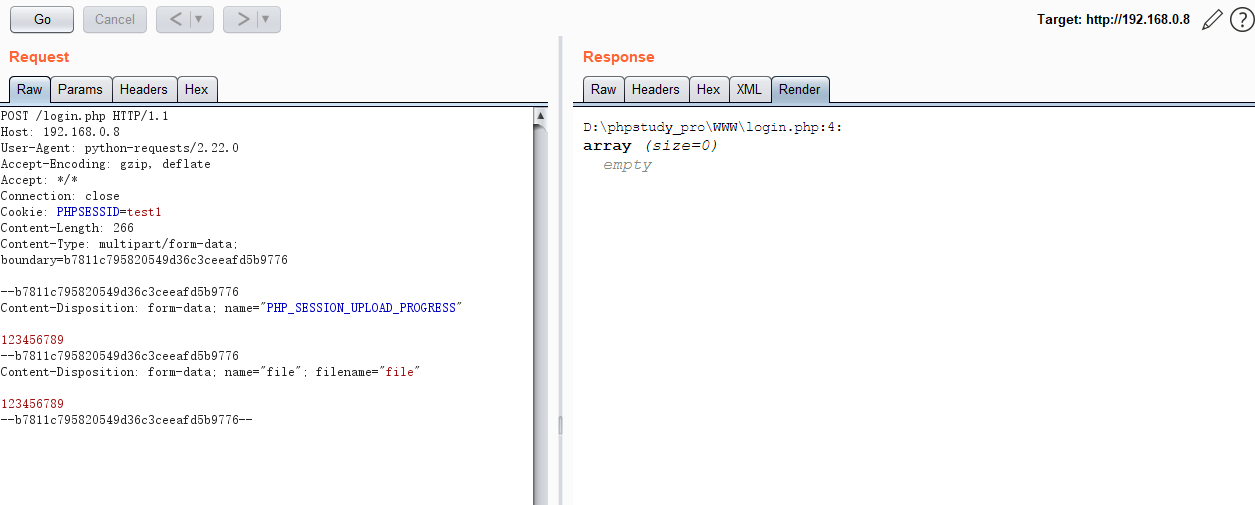 Go Cancel < ▼ > ▼ Target: http://192.168.0.8 ?
Request
Raw Params Headers Hex
POST /login.php HTTP/1.1
Host: 192.168.0.8
User-Agent: python-requests/2.22.0
Accept-Encoding: gzip, deflate
Accept: */*
Connection: close
Cookie: PHPSESSID=test1
Content-Length: 266
Content-Type: multipart/form-data;
boundary=b7811c795820549d36c3ceeafd5b9776
--b7811c795820549d36c3ceeafd5b9776
Content-Disposition: form-data; name="PHP_SESSION_UPLOAD_PROGRESS"
123456789
--b7811c795820549d36c3ceeafd5b9776
Content-Disposition: form-data; name="file"; filename="file"
123456789
--b7811c795820549d36c3ceeafd5b9776--
Response
Raw Headers Hex XML Render
D:\phpstudy_pro\WWW\login.php:4:
array (size=0)
empty